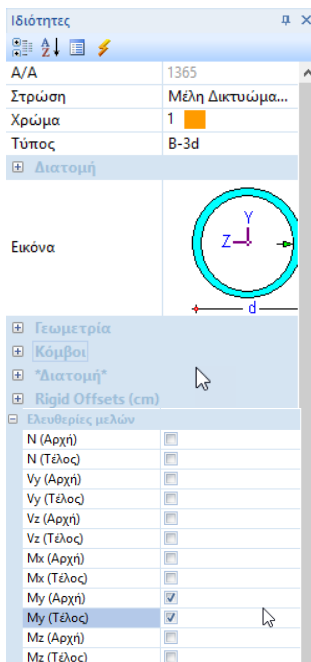 Ιδιότητες
Α/Α 1365
Στρώση Μέλη Δικτυώμα...
Χρώμα 1
Τύπος B-3d
Διατομή
Εικόνα
Y
Z
d
Γεωμετρία
Κόμβοι
"Διατομή"
Rigid Offsets (cm)
Ελευθερίες μελών
N (Αρχή)
N (Τέλος)
Vy (Αρχή)
Vy (Τέλος)
Vz (Αρχή)
Vz (Τέλος)
Mx (Αρχή)
Mx (Τέλος)
My (Αρχή)
My (Τέλος)
Mz (Αρχή)
Mz (Τέλος)